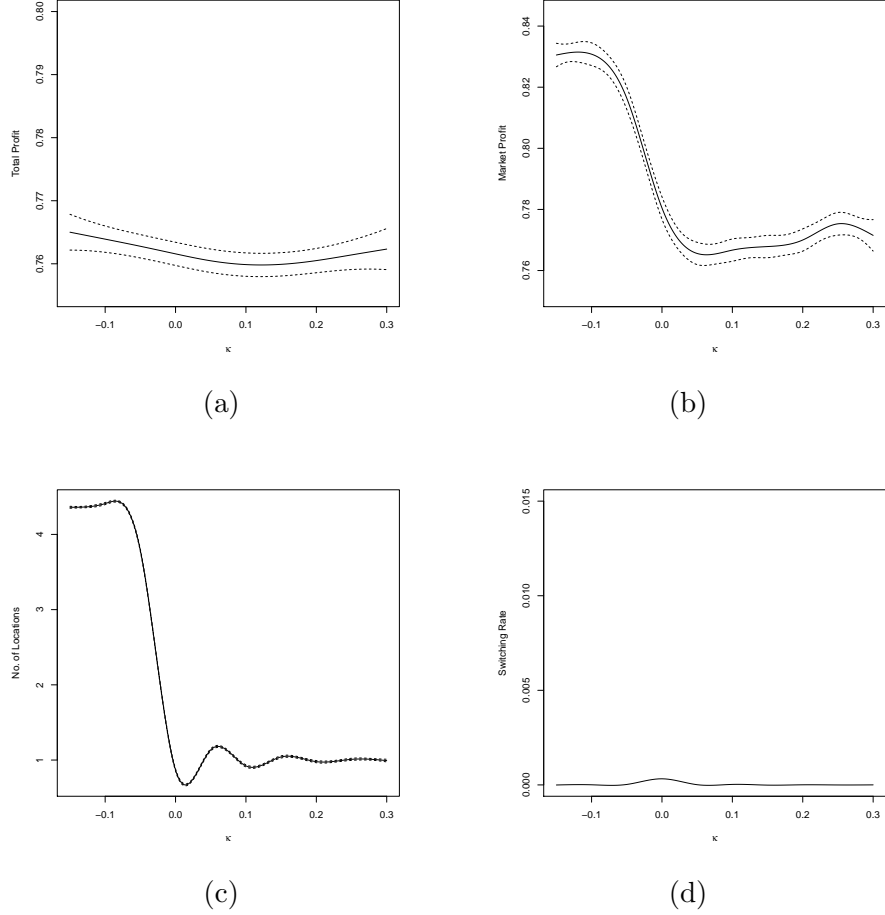 0.80
0.79
0.78
0.77
0.76
Total Profit
−0.1 0.0 0.1 0.2 0.3
κ
(a)
0.84
0.82
0.80
0.78
0.76
Market Profit
−0.1 0.0 0.1 0.2 0.3
κ
(b)
4
3
2
1
No. of Locations
−0.1 0.0 0.1 0.2 0.3
κ
(c)
0.015
0.010
0.005
0.000
Switching Rate
−0.1 0.0 0.1 0.2 0.3
κ
(d)